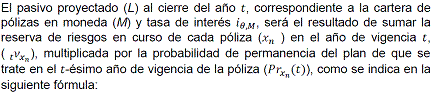 El pasivo proyectado (L) al cierre del año t, correspondiente a la cartera de
pólizas en moneda (M) y tasa de interés i_{θ,M}, será el resultado de sumar la
reserva de riesgos en curso de cada póliza (x_n ) en el año de vigencia t,
( _tV_{x_n}), multiplicada por la probabilidad de permanencia del plan de que se
trate en el t-ésimo año de vigencia de la póliza (Pr_{x_n}(t)), como se indica en la
siguiente fórmula: